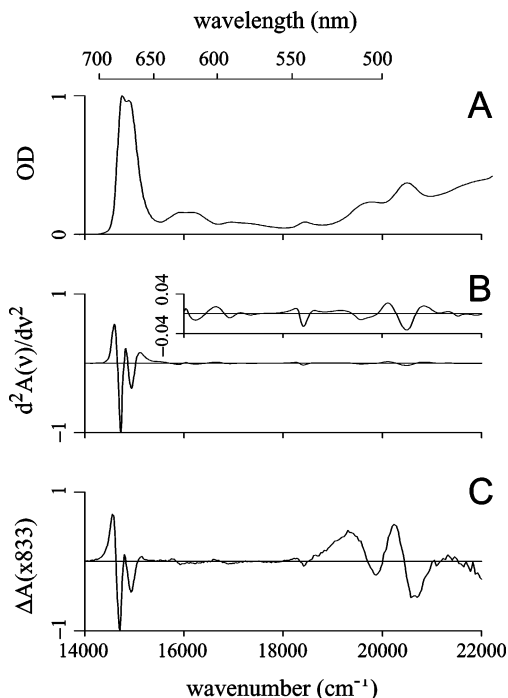 wavelength (nm)
700 650 600 550 500
A
1
0
OD
B
0.04
-0.04
1
-1
d²A(ν)/dν²
C
1
-1
ΔA(x833)
14000 16000 18000 20000 22000
wavenumber (cm⁻¹)